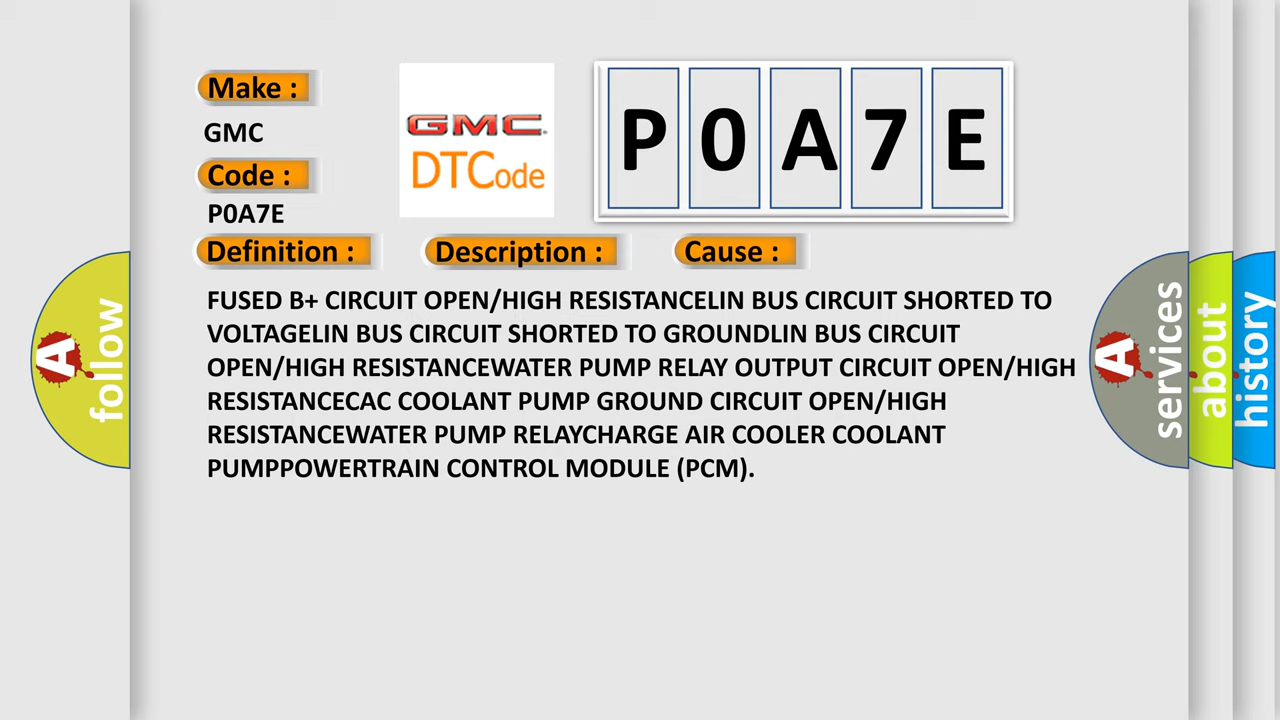 Make :
GMC
Code :
P0A7E
GMC
DTCode
P0A7E
Definition :
Description :
Cause :
FUSED B+ CIRCUIT OPEN/HIGH RESISTANCELIN BUS CIRCUIT SHORTED TO
VOLTAGELIN BUS CIRCUIT SHORTED TO GROUNDLIN BUS CIRCUIT
OPEN/HIGH RESISTANCEWATER PUMP RELAY OUTPUT CIRCUIT OPEN/HIGH
RESISTANCECAC COOLANT PUMP GROUND CIRCUIT OPEN/HIGH
RESISTANCEWATER PUMP RELAYCHARGE AIR COOLER COOLANT
PUMPPOWERTRAIN CONTROL MODULE (PCM).
A
follow
A
services
about
history